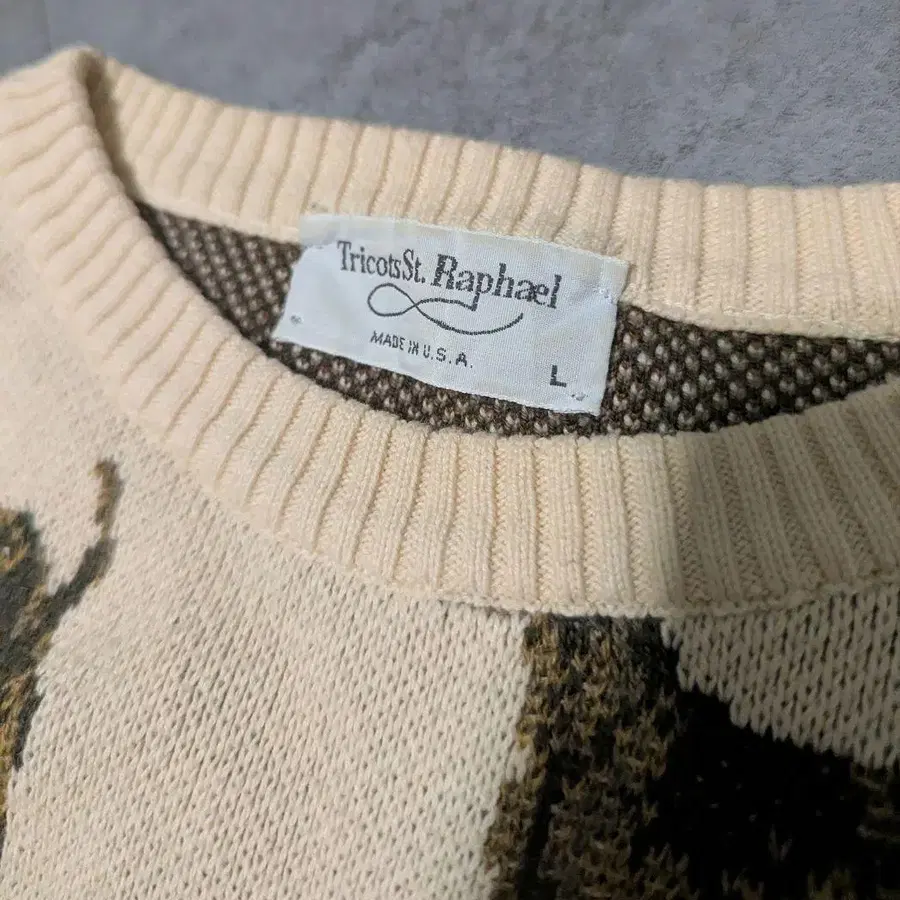 Tricots St. Raphael
MADE IN U.S.A.
L